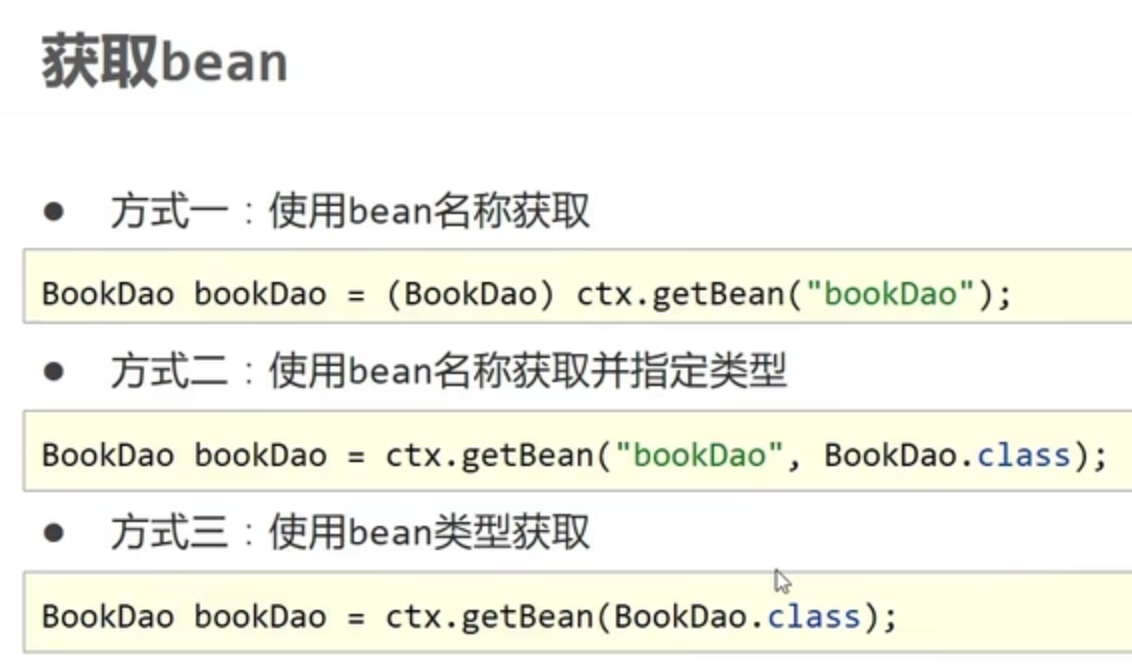 获取bean
● 方式一：使用bean名称获取
BookDao bookDao = (BookDao) ctx.getBean("bookDao");
● 方式二：使用bean名称获取并指定类型
BookDao bookDao = ctx.getBean("bookDao", BookDao.class);
● 方式三：使用bean类型获取
BookDao bookDao = ctx.getBean(BookDao.class);